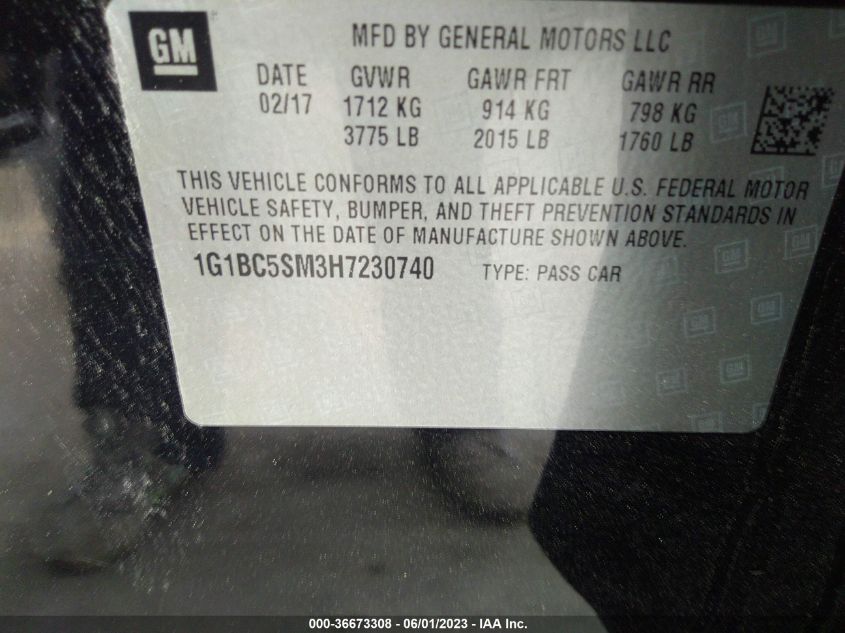 GM
MFD BY GENERAL MOTORS LLC
DATE GVWR GAWR FRT GAWR RR
02/17 1712 KG 914 KG 798 KG
3775 LB 2015 LB 1760 LB
THIS VEHICLE CONFORMS TO ALL APPLICABLE U.S. FEDERAL MOTOR
VEHICLE SAFETY, BUMPER, AND THEFT PREVENTION STANDARDS IN
EFFECT ON THE DATE OF MANUFACTURE SHOWN ABOVE.
1G1BC5SM3H7230740 TYPE: PASS CAR
000-36673308 - 06/01/2023 - IAA Inc.